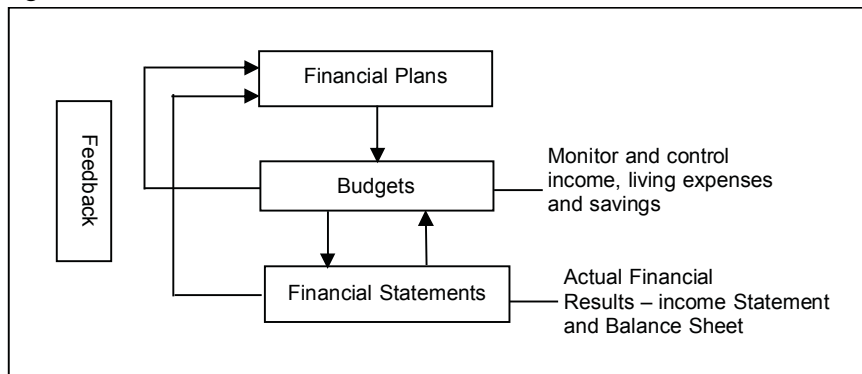 Financial Plans
Feedback
Budgets
Monitor and control
income, living expenses
and savings
Financial Statements
Actual Financial
Results – income Statement
and Balance Sheet